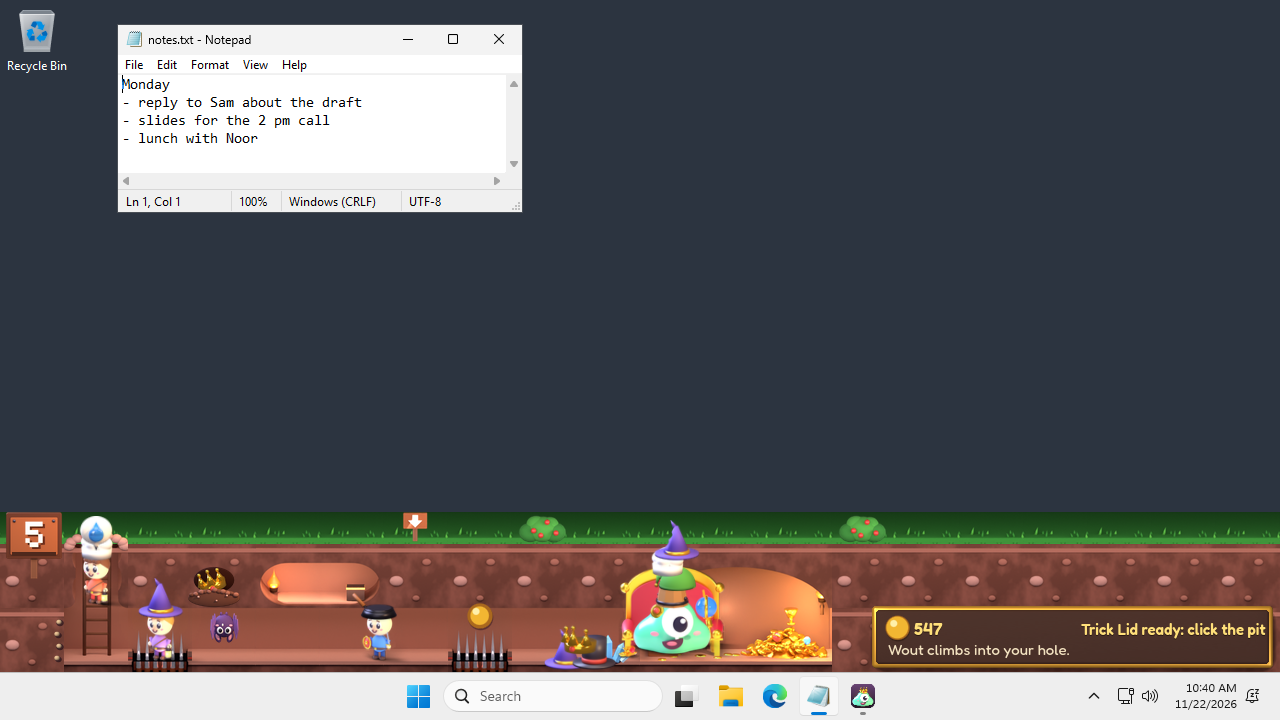 Recycle Bin
notes.txt - Notepad
File Edit Format View Help
Monday
- reply to Sam about the draft
- slides for the 2 pm call
- lunch with Noor
Ln 1, Col 1 100% Windows (CRLF) UTF-8
5
547 Trick Lid ready: click the pit
Wout climbs into your hole.
Search
10:40 AM
11/22/2026